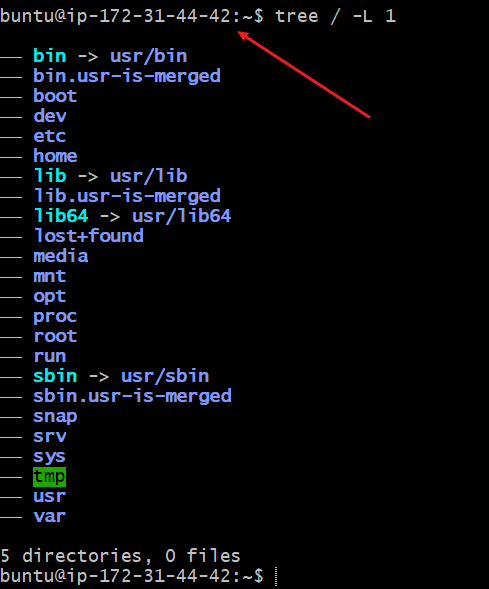 buntu@ip-172-31-44-42:~$ tree / -L 1
── bin -> usr/bin
── bin.usr-is-merged
── boot
── dev
── etc
── home
── lib -> usr/lib
── lib.usr-is-merged
── lib64 -> usr/lib64
── lost+found
── media
── mnt
── opt
── proc
── root
── run
── sbin -> usr/sbin
── sbin.usr-is-merged
── snap
── srv
── sys
── tmp
── usr
── var
5 directories, 0 files
buntu@ip-172-31-44-42:~$